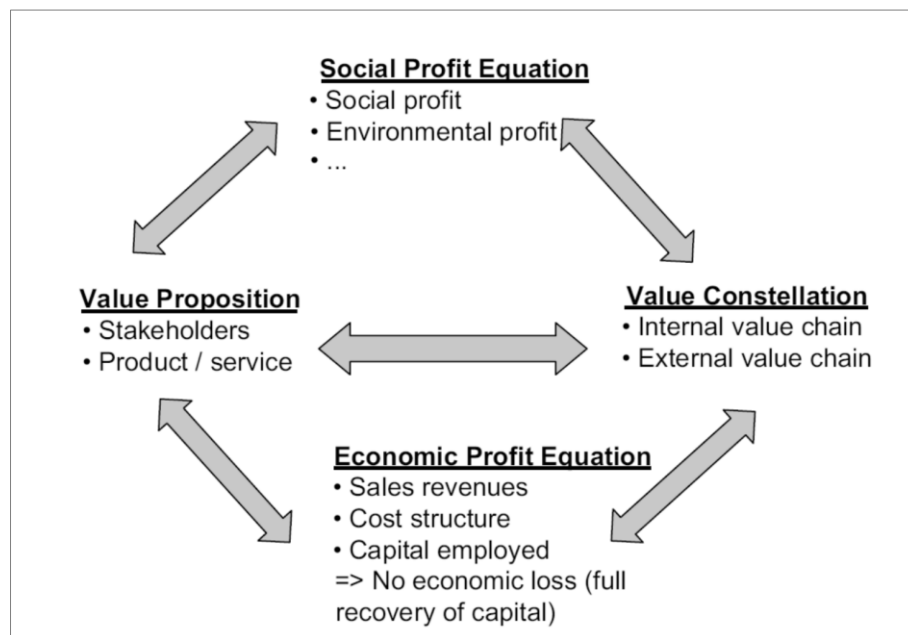 Social Profit Equation
• Social profit
• Environmental profit
• ...
Value Proposition
• Stakeholders
• Product / service
Value Constellation
• Internal value chain
• External value chain
Economic Profit Equation
• Sales revenues
• Cost structure
• Capital employed
=> No economic loss (full
recovery of capital)